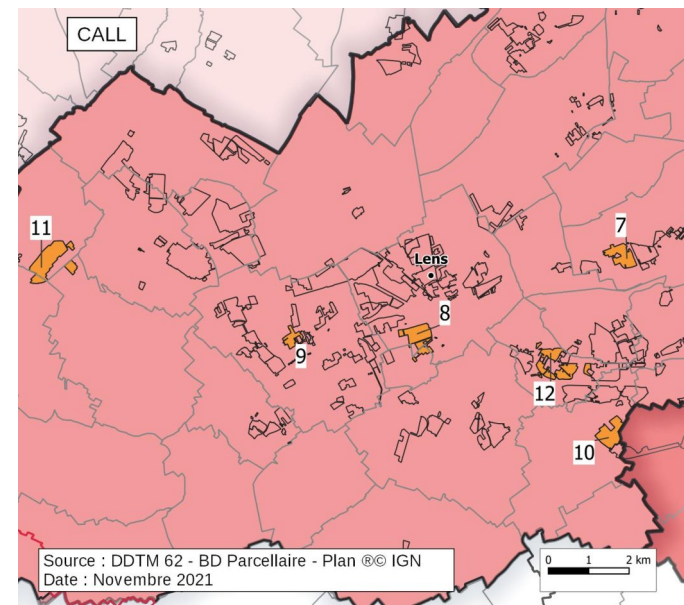 CALL
11
7
Lens
8
9
12
10
Source : DDTM 62 - BD Parcellaire - Plan ®© IGN
Date : Novembre 2021
0 1 2 km